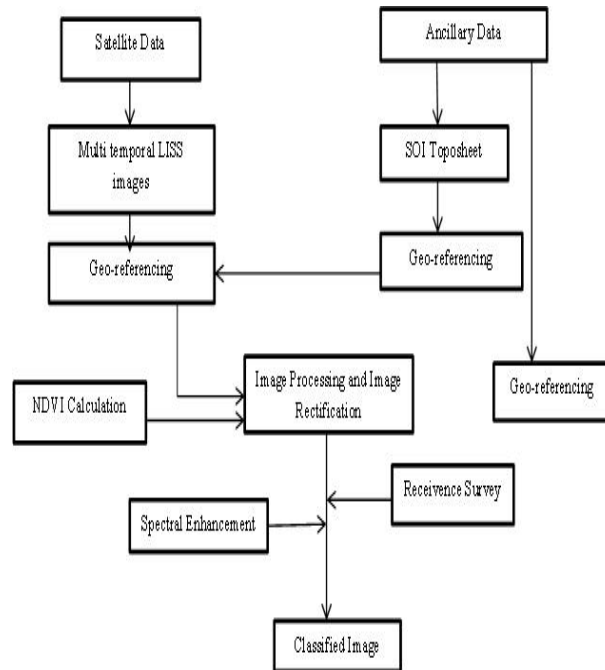 Satellite Data
Ancillary Data
Multi temporal LISS
images
SOI Toposheet
Geo-referencing
Geo-referencing
Image Processing and Image
Rectification
NDVI Calculation
Geo-referencing
Receivence Survey
Spectral Enhancement
Classified Image